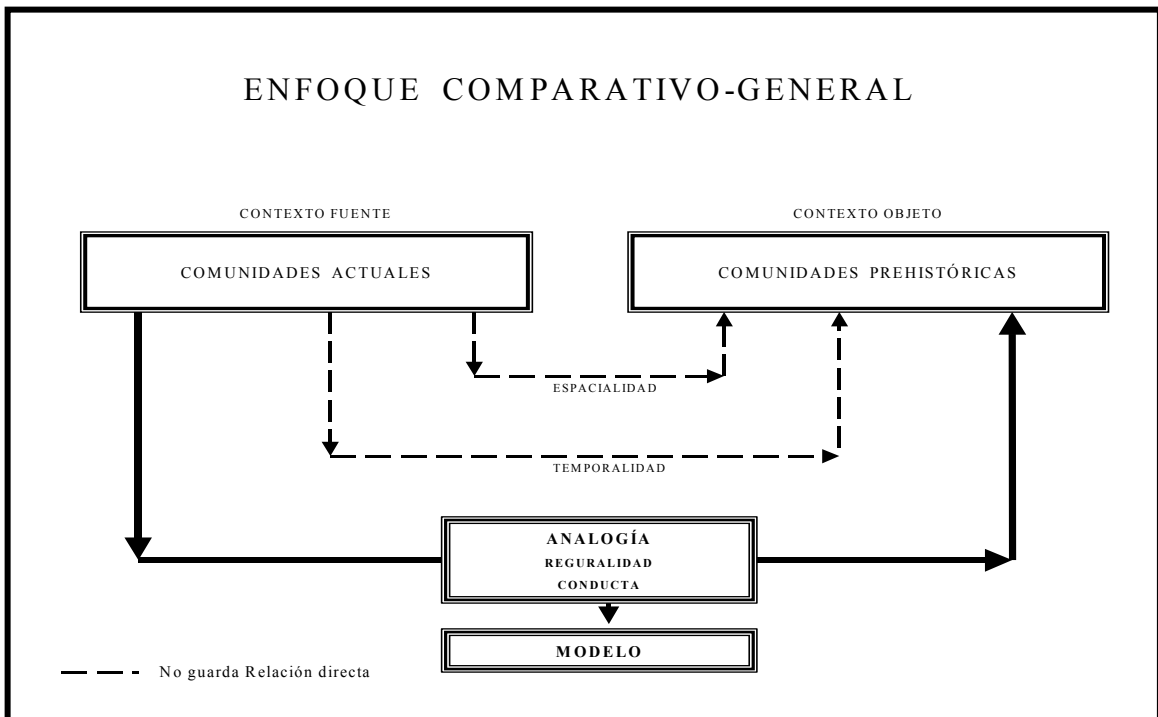 ENFOQUE COMPARATIVO-GENERAL
CONTEXTO FUENTE
CONTEXTO OBJETO
COMUNIDADES ACTUALES
COMUNIDADES PREHISTÓRICAS
ESPACIALIDAD
TEMPORALIDAD
ANALOGÍA
REGURALIDAD
CONDUCTA
MODELO
No guarda Relación directa